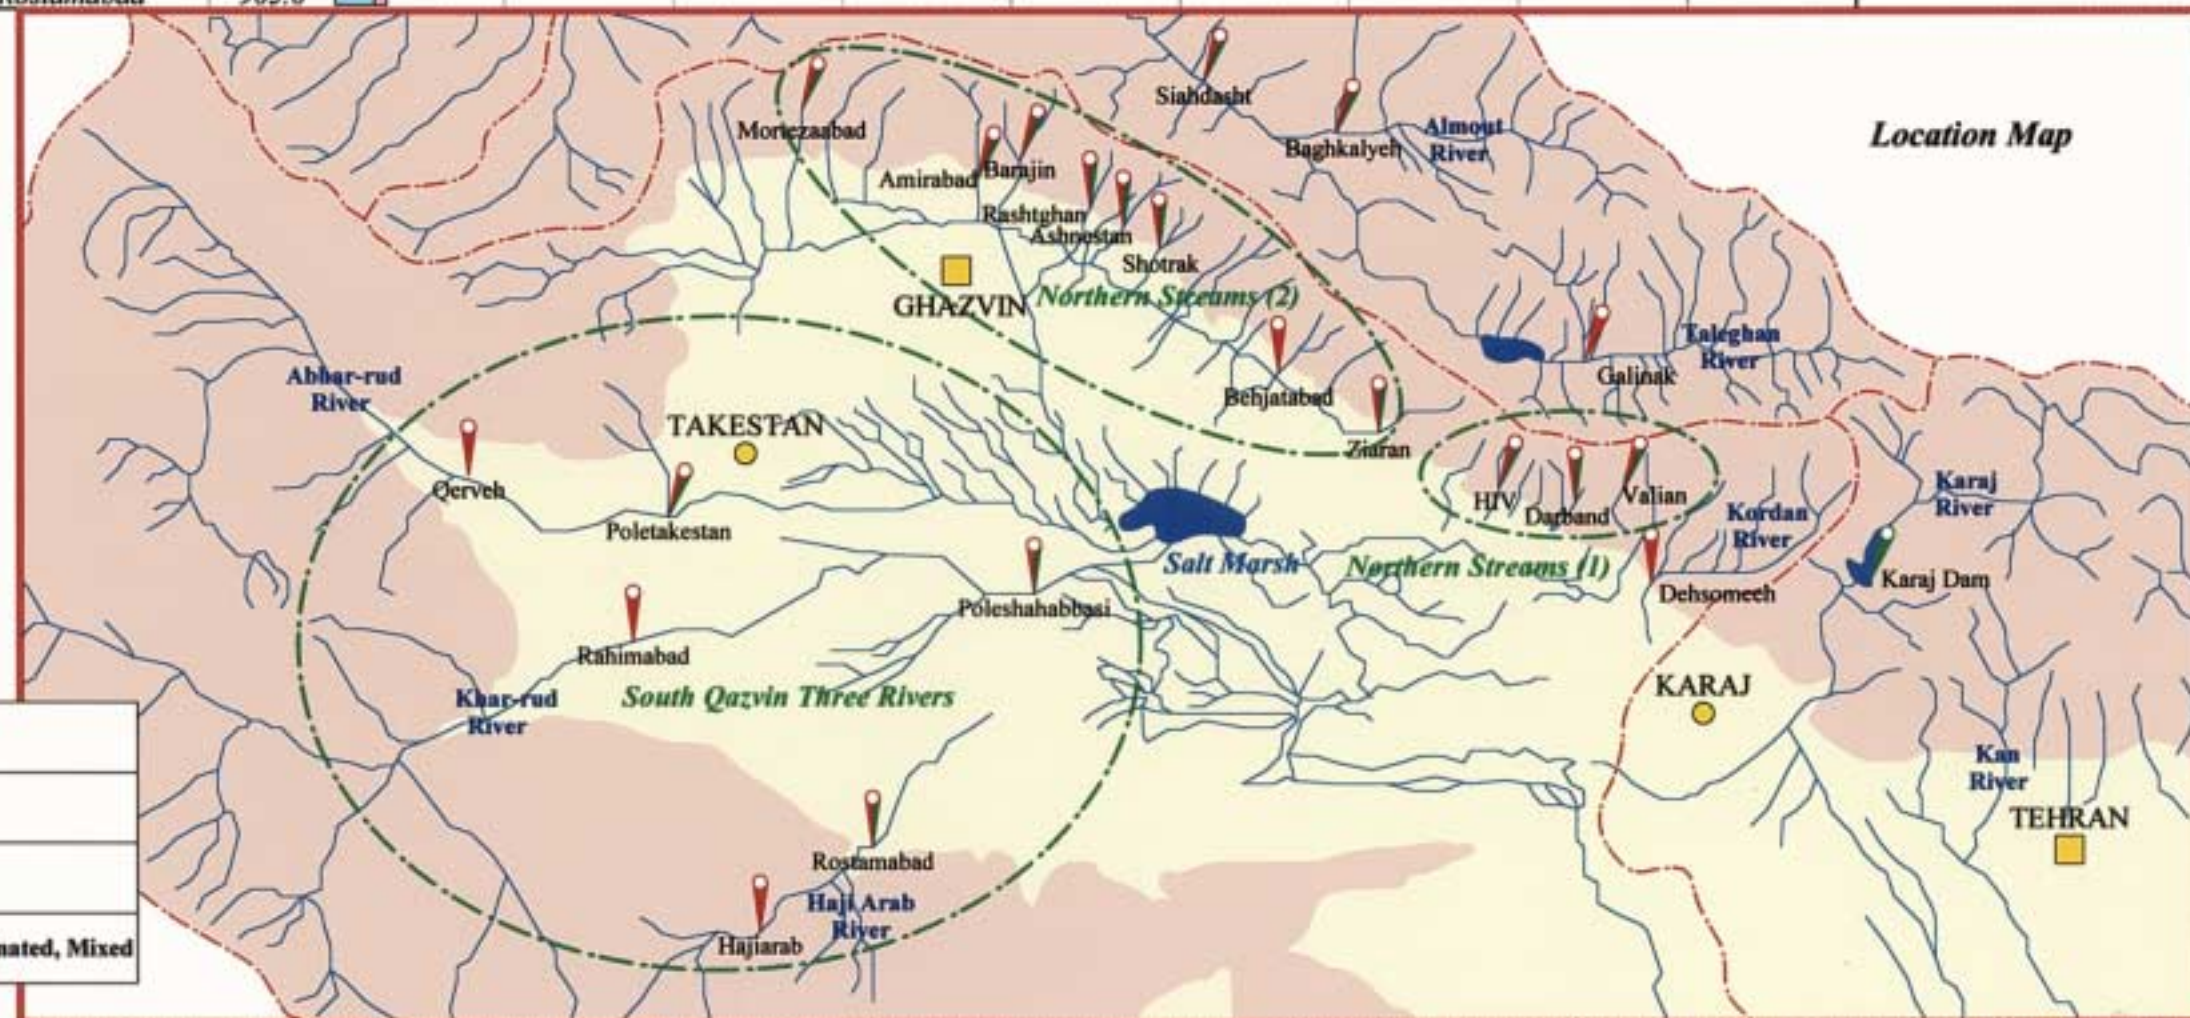 965.0
Location Map
Siahdasht
Mortezaabad
Almout
River
Baghkalyeh
Barajin
Amirabad
Rashtghan
Ashnestan
Shotrak
GHAZVIN
Northern Streams (2)
Taleghan
River
Galinak
Abhar-rud
River
Behjatabad
TAKESTAN
Ziaran
Qerveh
Karaj
River
HIV
Valian
Darband
Kordan
River
Poletakestan
Salt Marsh
Northern Streams (1)
Karaj Dam
Dehsomeeh
Poleshahabbasi
Rahimabad
KARAJ
South Qazvin Three Rivers
Khar-rud
River
Kan
River
TEHRAN
Rostamabad
Haji Arab
River
Hajiarab
Mixed